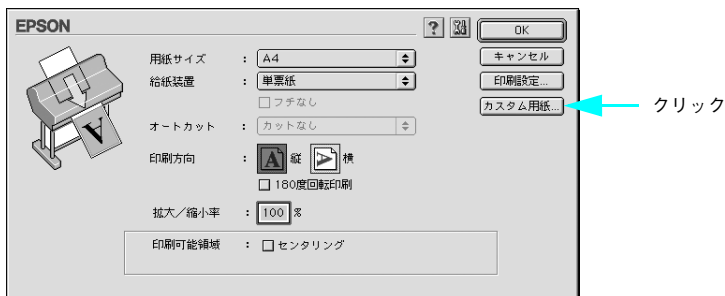 EPSON
? OK
用紙サイズ : A4 キャンセル
給紙装置 : 単票紙 印刷設定...
フチなし カスタム用紙... クリック
オートカット : カットなし
印刷方向 : A 縦 A 横
180度回転印刷
拡大／縮小率 : 100 %
印刷可能領域 : センタリング
A